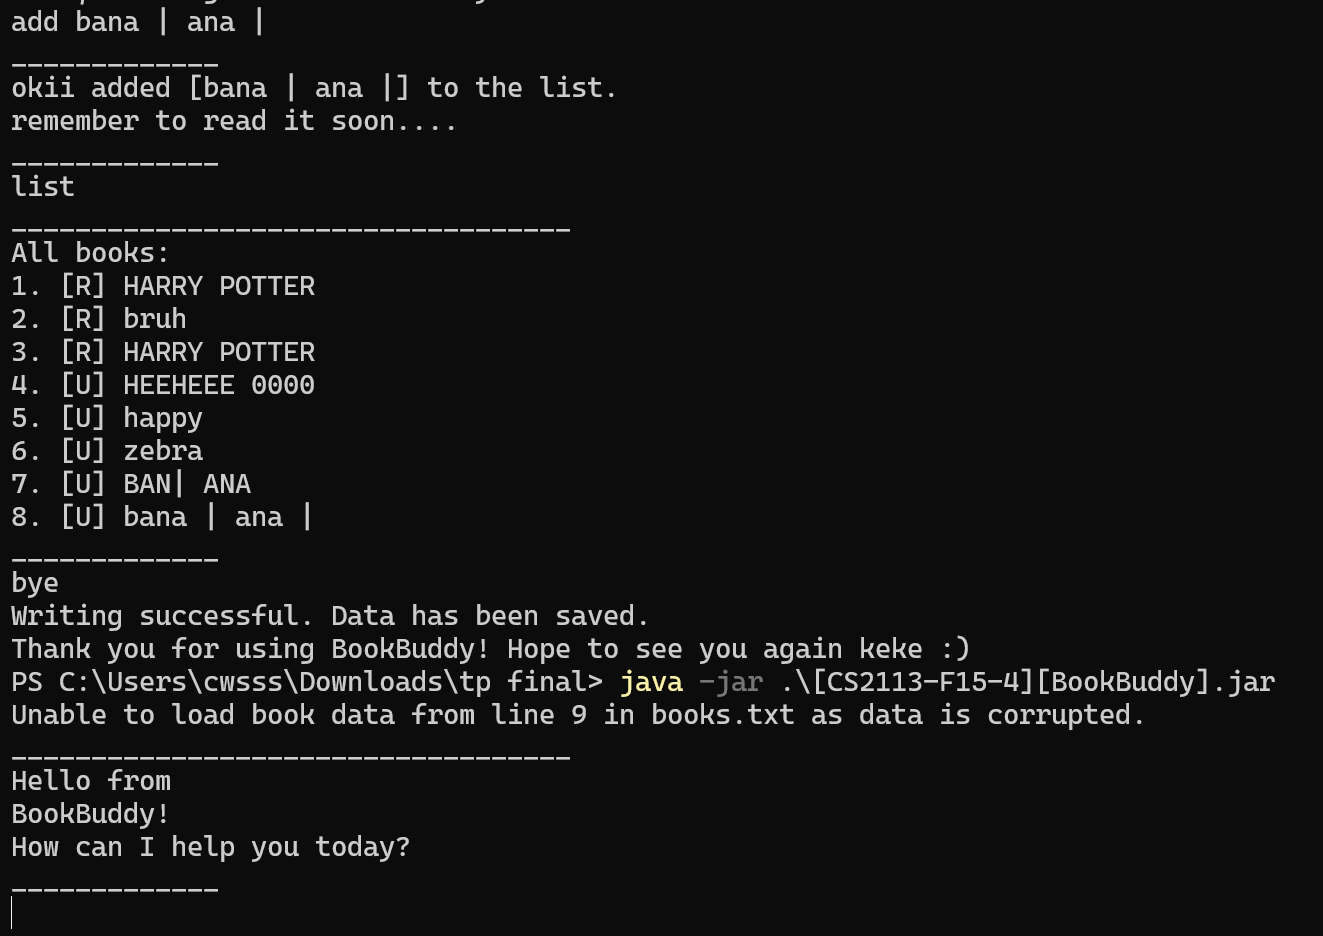 add bana | ana |
_____________
okii added [bana | ana |] to the list.
remember to read it soon....
_____________
list
___________________________________
All books:
1. [R] HARRY POTTER
2. [R] bruh
3. [R] HARRY POTTER
4. [U] HEEHEEE 0000
5. [U] happy
6. [U] zebra
7. [U] BAN| ANA
8. [U] bana | ana |
_____________
bye
Writing successful. Data has been saved.
Thank you for using BookBuddy! Hope to see you again keke :)
PS C:\Users\cwsss\Downloads\tp final> java -jar .\[CS2113-F15-4][BookBuddy].jar
Unable to load book data from line 9 in books.txt as data is corrupted.
___________________________________
Hello from
BookBuddy!
How can I help you today?
_____________